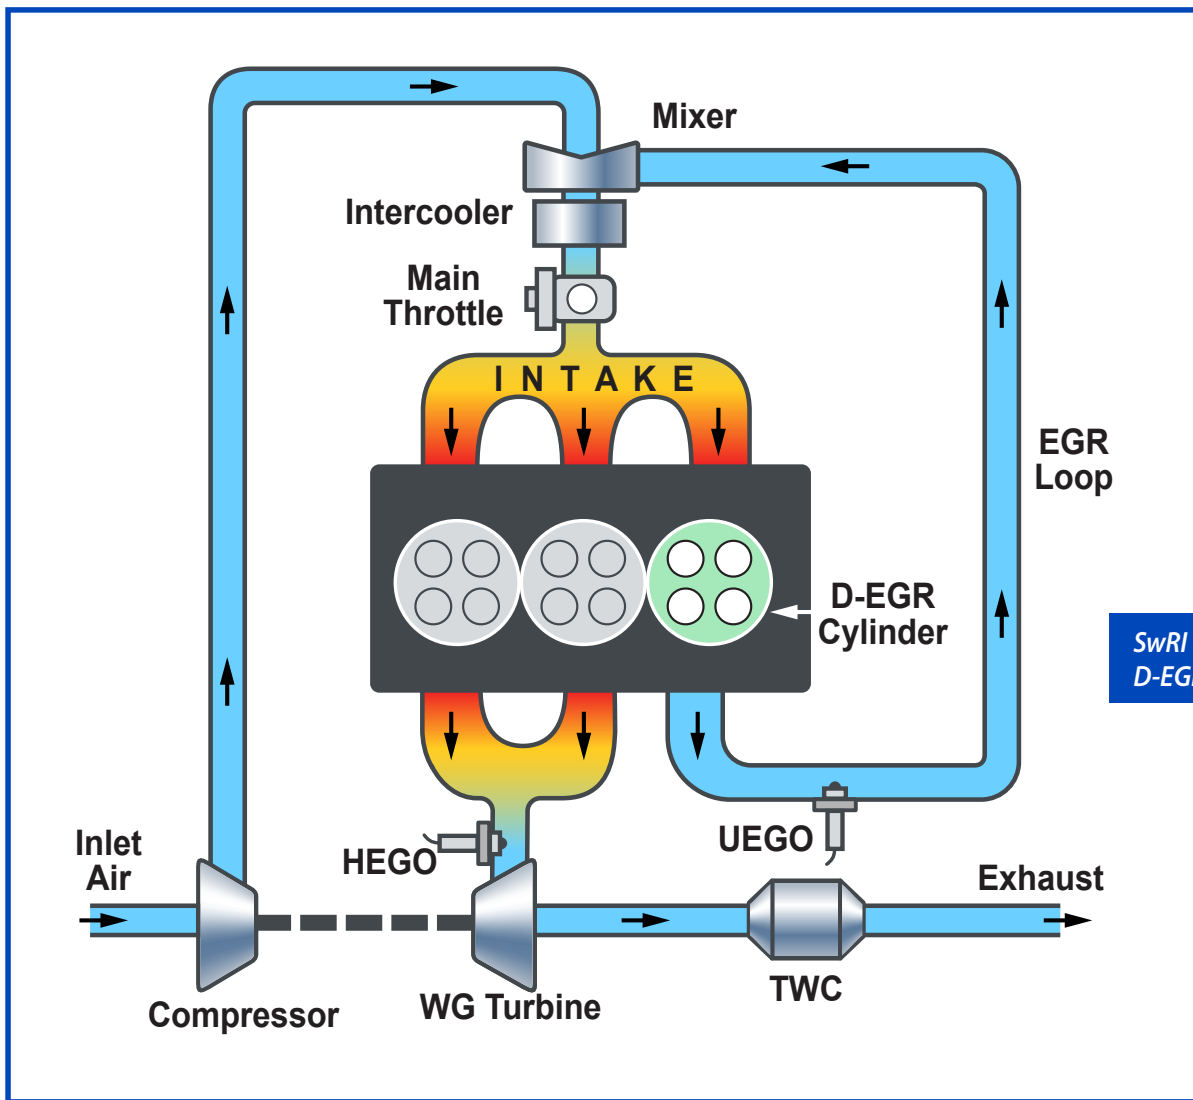 Mixer
Intercooler
Main
Throttle
INTAKE
EGR
Loop
D-EGR
Cylinder
SwRI
UEGO
HEGO
Inlet
Air
Exhaust
TWC
WG Turbine
Compressor